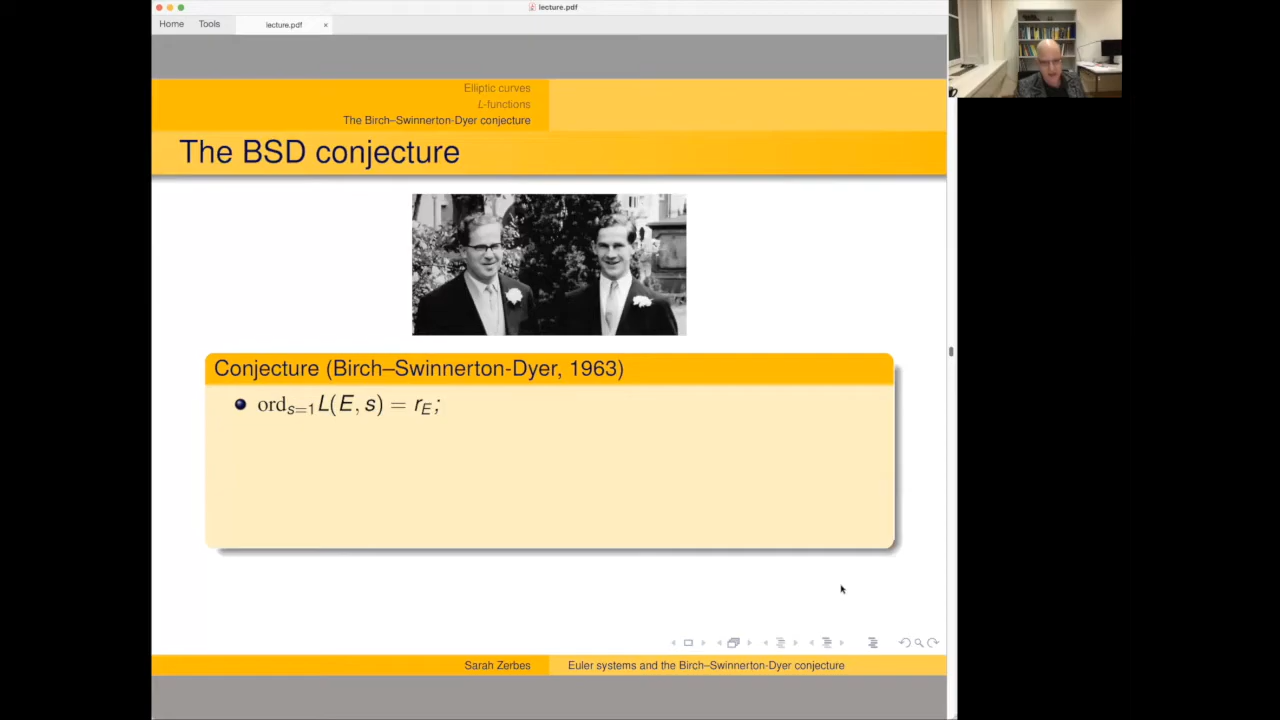 lecture.pdf
Home
Tools
lecture.pdf
×
Elliptic curves
L-functions
The Birch–Swinnerton-Dyer conjecture
The BSD conjecture
Conjecture (Birch–Swinnerton-Dyer, 1963)
ord_{s=1} L(E, s) = r_E;
Sarah Zerbes
Euler systems and the Birch–Swinnerton-Dyer conjecture